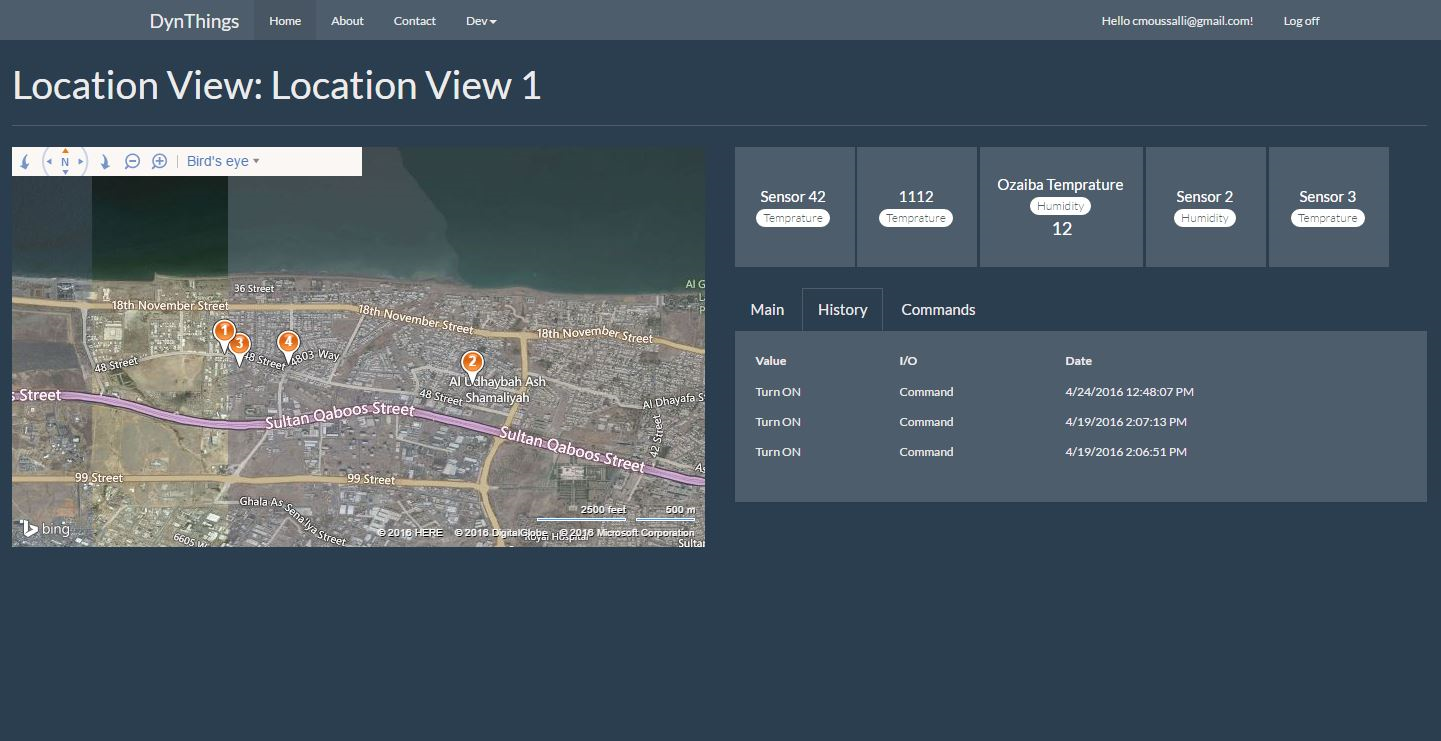 DynThings Home About Contact Dev Hello cmoussalli@gmail.com! Log off
Location View: Location View 1
N Bird's eye
36 Street
18th November Street
18th November Street
18th November Street
Al G
L
P
1
3
4
2
48 Street
48 Street
4803 Way
Al Udhaybah Ash
Shamaliyah
48 Street
Al Dhayafa S
42 Street
s Street
Sultan Qaboos Street
Sultan Qaboos Street
As
99 Street
99 Street
Ghala As Senaiya Street
6605 W
2500 feet 500 m
bing
© 2016 HERE © 2016 DigitalGlobe © 2016 Microsoft Corporation
Royal Hospital
Sultan
Sensor 42
Temprature
1112
Temprature
Ozaiba Temprature
Humidity
12
Sensor 2
Humidity
Sensor 3
Temprature
Main History Commands
Value I/O Date
Turn ON Command 4/24/2016 12:48:07 PM
Turn ON Command 4/19/2016 2:07:13 PM
Turn ON Command 4/19/2016 2:06:51 PM